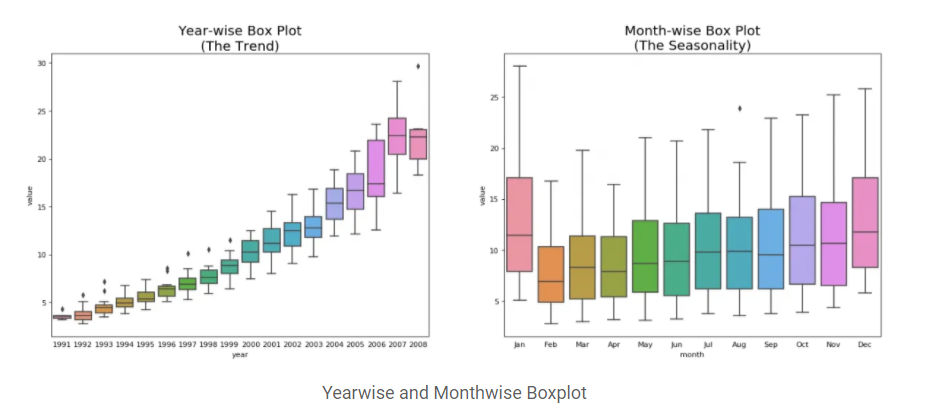 Year-wise Box Plot
(The Trend)
30
25
20
15
10
5
value
1991 1992 1993 1994 1995 1996 1997 1998 1999 2000 2001 2002 2003 2004 2005 2006 2007 2008
year
Month-wise Box Plot
(The Seasonality)
25
20
15
10
5
value
Jan Feb Mar Apr May Jun Jul Aug Sep Oct Nov Dec
month
Yearwise and Monthwise Boxplot